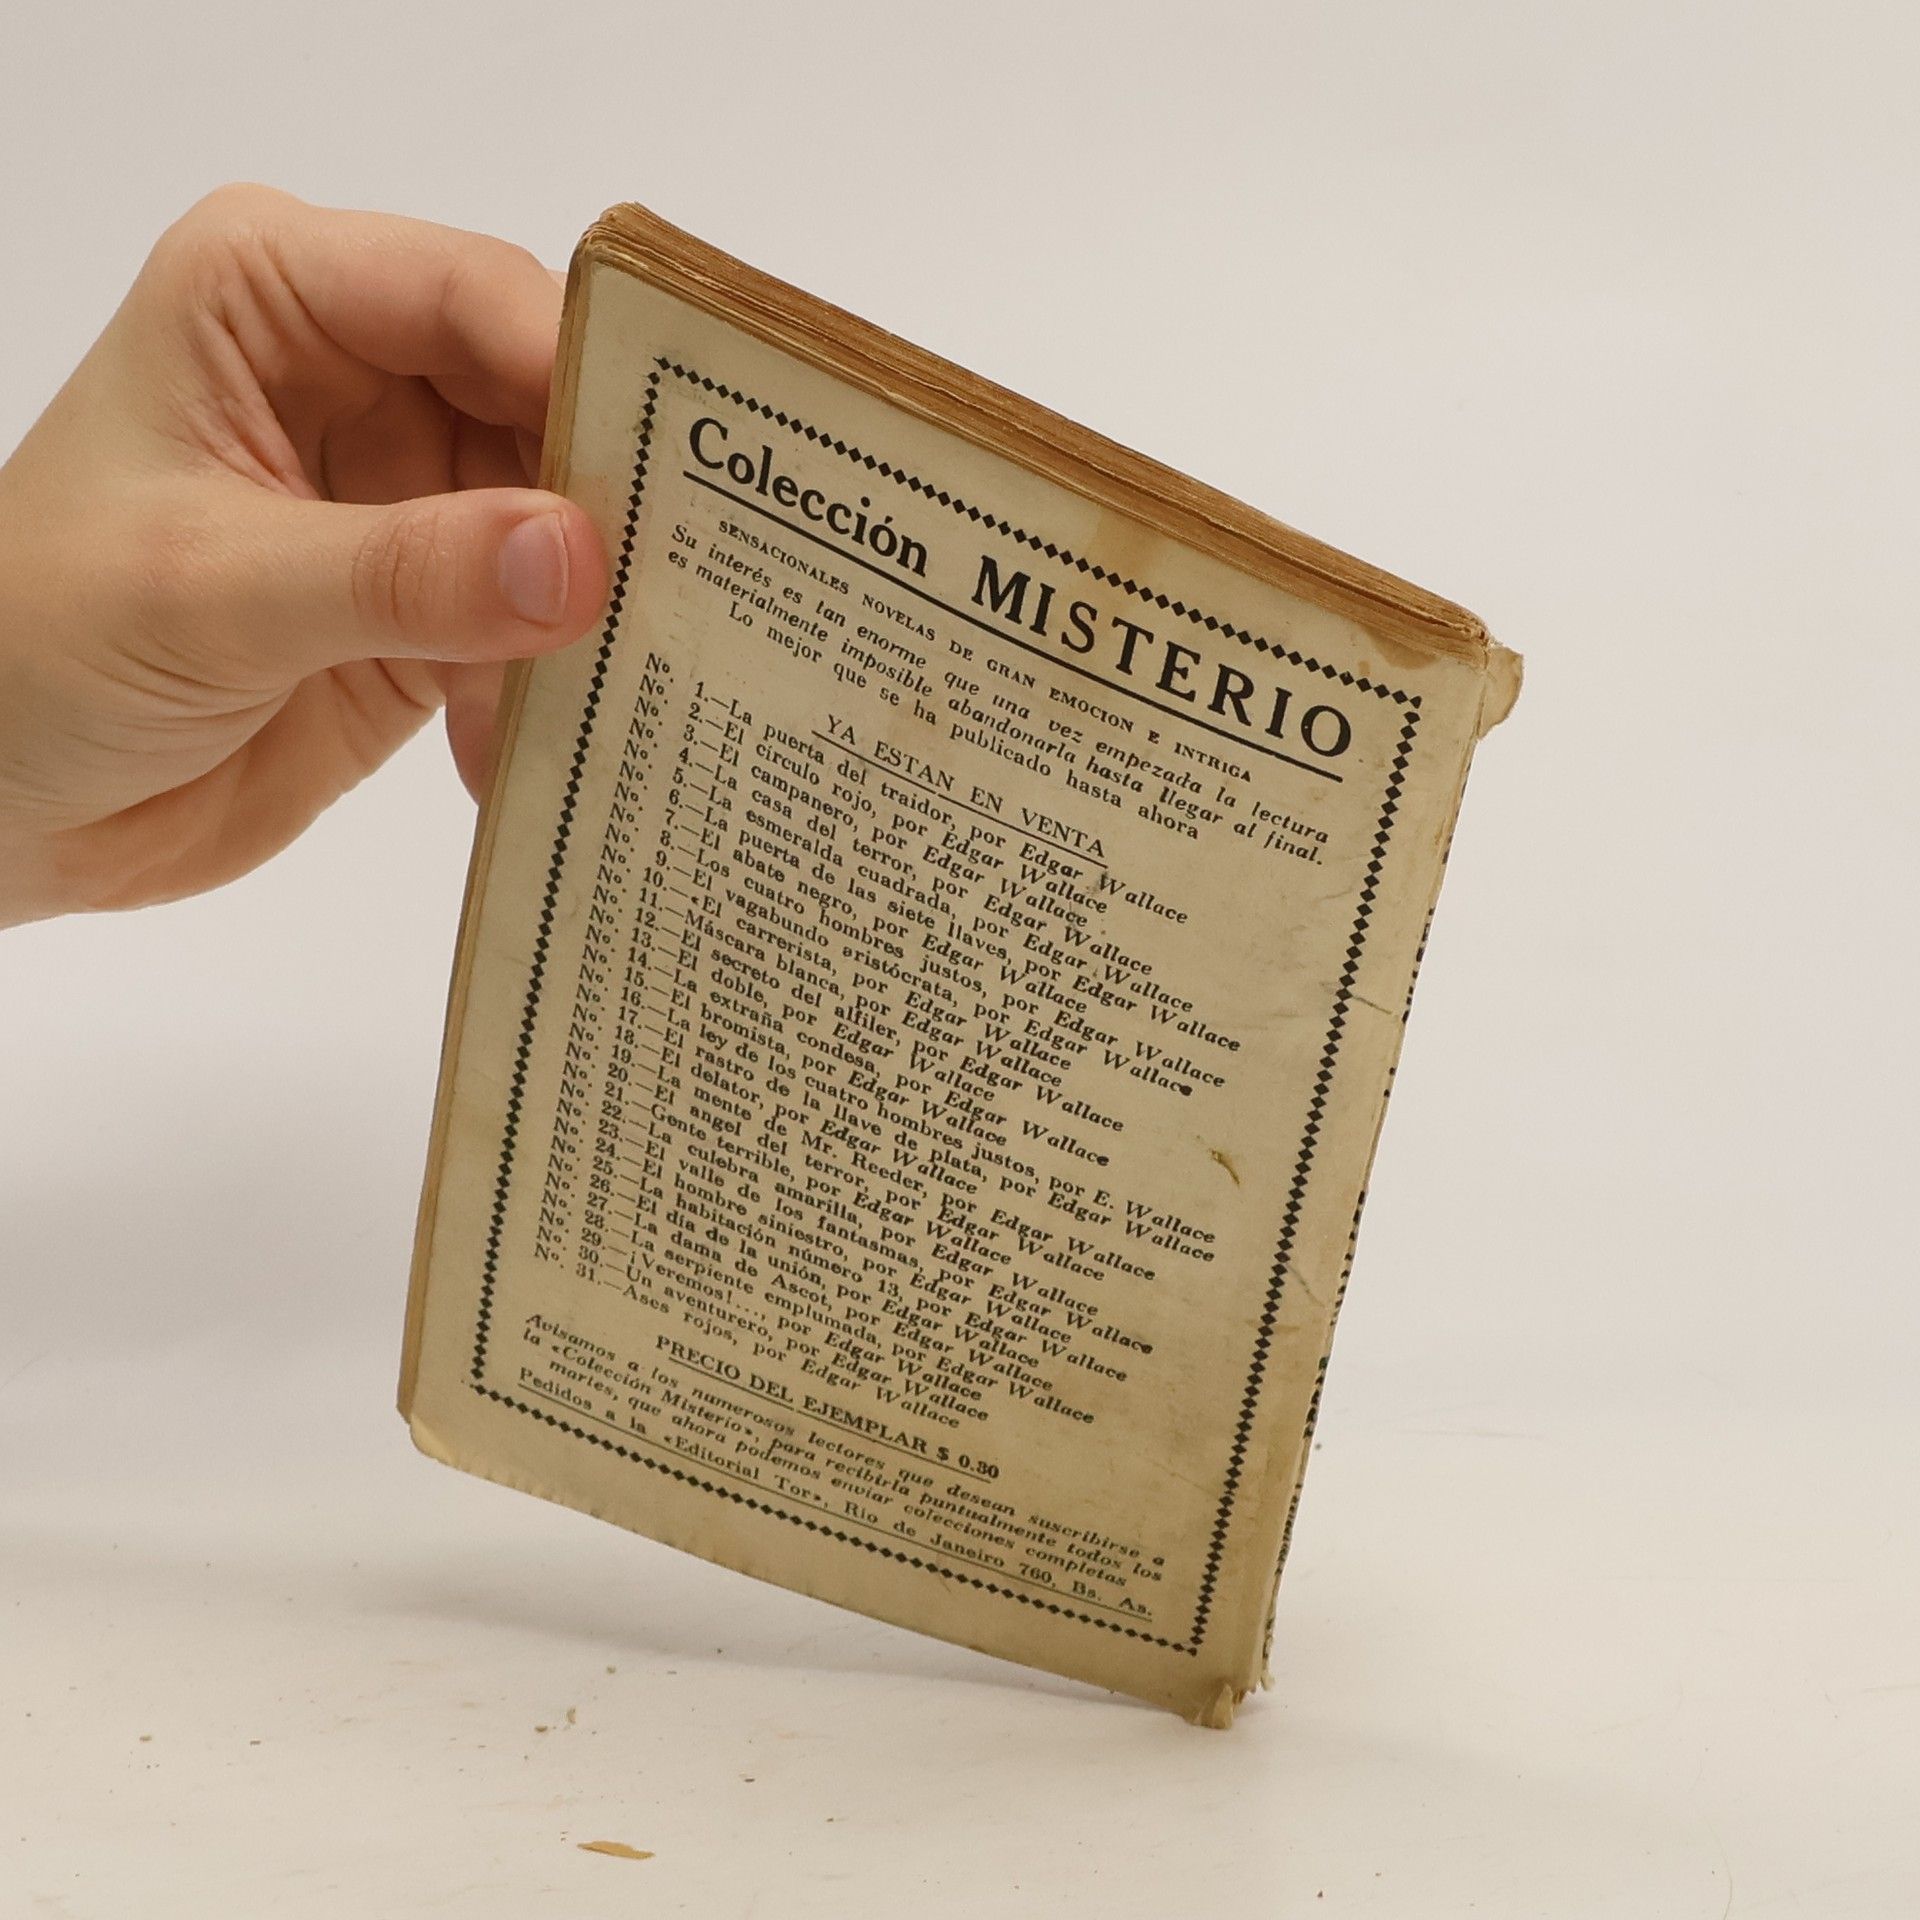 Colección MISTERIO
SENSACIONALES NOVELAS DE GRAN EMOCION E INTRIGA
Su interés es tan enorme que una vez empezada la lectura
es materialmente imposible abandonarla hasta llegar al final.
Lo mejor que se ha publicado hasta ahora
YA ESTAN EN VENTA
Nº. 1.—La puerta del traidor, por Edgar Wallace
Nº. 2.—El círculo rojo, por Edgar Wallace
Nº. 3.—El campanero, por Edgar Wallace
Nº. 4.—La casa del terror, por Edgar Wallace
Nº. 5.—La esmeralda cuadrada, por Edgar Wallace
Nº. 6.—La puerta de las siete llaves, por Edgar Wallace
Nº. 7.—El abate negro, por Edgar Wallace
Nº. 8.—Los cuatro hombres justos, por Edgar Wallace
Nº. 9.—El vagabundo aristócrata, por Edgar Wallace
Nº. 10.—«El carrerista, por Edgar Wallace
Nº. 11.—Máscara blanca, por Edgar Wallace
Nº. 12.—El secreto del alfiler, por Edgar Wallace
Nº. 13.—El doble, por Edgar Wallace
Nº. 14.—La extraña condesa, por Edgar Wallace
Nº. 15.—El bromista, por Edgar Wallace
Nº. 16.—La ley de los cuatro hombres justos, por E. Wallace
Nº. 17.—El rastro de la llave de plata, por Edgar Wallace
Nº. 18.—El delator, por Edgar Wallace
Nº. 19.—La mente de Mr. Reeder, por Edgar Wallace
Nº. 20.—El angel del terror, por Edgar Wallace
Nº. 21.—Gente terrible, por Edgar Wallace
Nº. 22.—La culebra amarilla, por Edgar Wallace
Nº. 23.—El valle de los fantasmas, por Edgar Wallace
Nº. 24.—El hombre siniestro, por Edgar Wallace
Nº. 25.—La habitación número 13, por Edgar Wallace
Nº. 26.—El día de la unión, por Edgar Wallace
Nº. 27.—La dama de Ascot, por Edgar Wallace
Nº. 28.—La serpiente emplumada, por Edgar Wallace
Nº. 29.—¡Veremos!..., por Edgar Wallace
Nº. 30.—Un aventurero, por Edgar Wallace
Nº. 31.—Ases rojos, por Edgar Wallace
PRECIO DEL EJEMPLAR $ 0.30
Avisamos a los numerosos lectores que desean suscribirse a
la «Colección Misterio», para recibirla puntualmente todos los
martes, que ahora podemos enviar colecciones completas
Pedidos a la «Editorial Tor», Río de Janeiro 760, Bs. As.